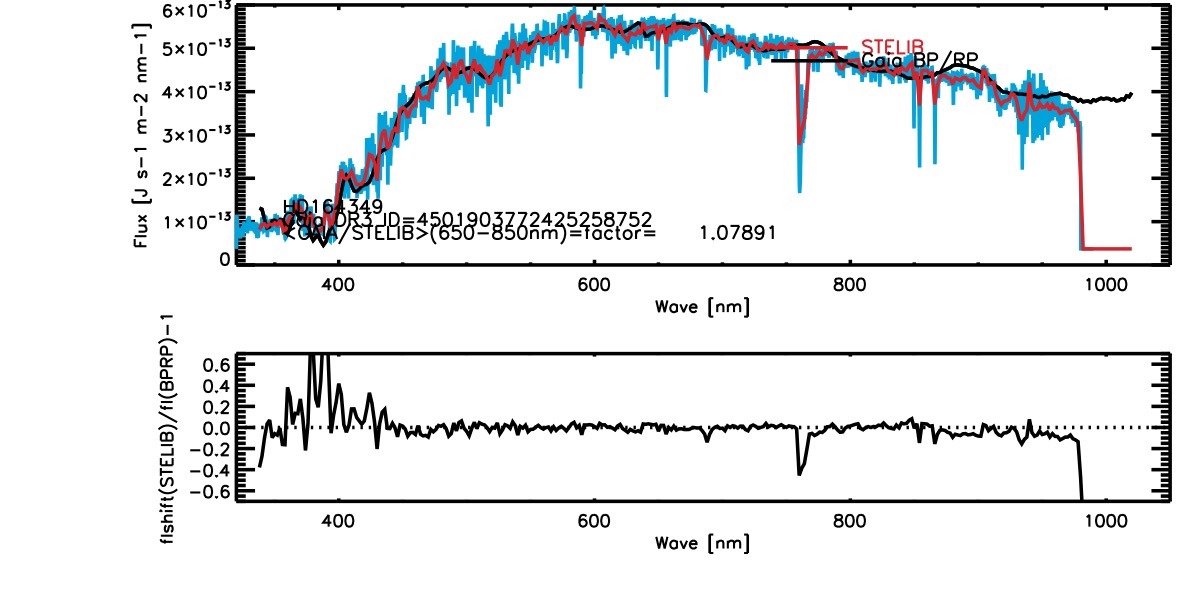 6×10−13
5×10−13
4×10−13
3×10−13
2×10−13
1×10−13
0
Flux [J s−1 m−2 nm−1]
STELIB
Gaia BP/RP
HD164349
Gaia DR3 ID=4501903772425258752
<GAIA/STELIB>(650−850nm)=factor= 1.07891
400 600 800 1000
Wave [nm]
flshift(STELIB)/fl(BPRP)−1
0.6
0.4
0.2
0.0
−0.2
−0.4
−0.6
400 600 800 1000
Wave [nm]